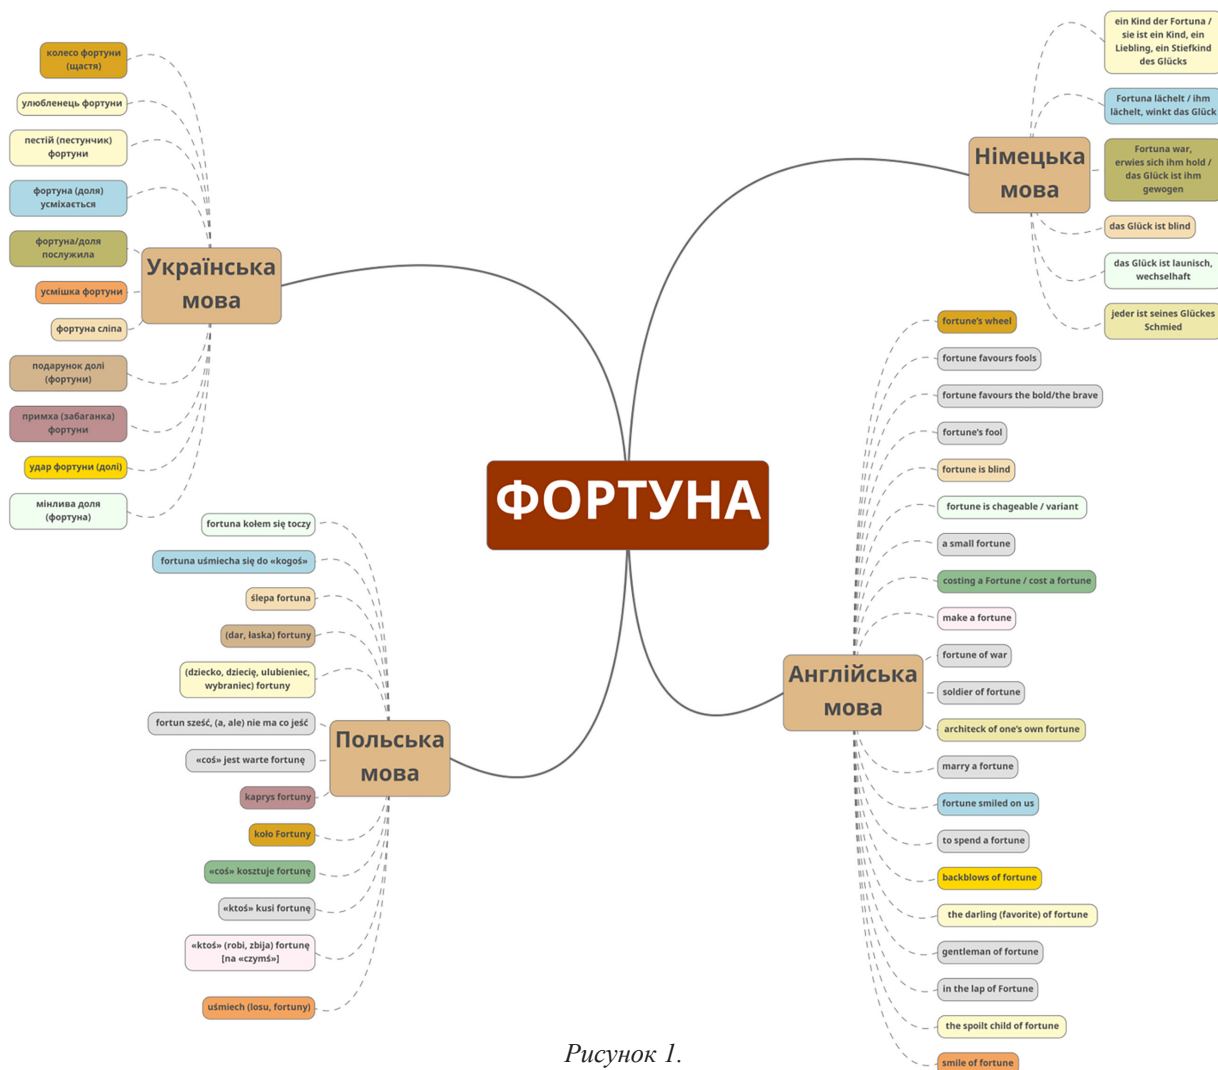 колесо фортуни
(щастя)
улюбленець фортуни
пестій (пестунчик)
фортуни
фортуна (доля)
усміхається
фортуна/доля
послужила
усмішка фортуни
фортуна сліпа
подарунок долі
(фортуни)
примха (забаганка)
фортуни
удар фортуни (долі)
мінлива доля
(фортуна)
Українська
мова
ein Kind der Fortuna /
sie ist ein Kind, ein
Liebling, ein Stiefkind
des Glücks
Fortuna lächelt / ihm
lächelt, winkt das Glück
Fortuna war,
erwies sich ihm hold /
das Glück ist ihm
gewogen
das Glück ist blind
das Glück ist launisch,
wechselhaft
jeder ist seines Glückes
Schmied
Німецька
мова
ФОРТУНА
fortuna kołem się toczy
fortuna uśmiecha się do «kogoś»
ślepa fortuna
(dar, łaska) fortuny
(dziecko, dziecię, ulubieniec,
wybraniec) fortuny
fortun sześć, (a, ale) nie ma co jeść
«coś» jest warte fortunę
kaprys fortuny
koło Fortuny
«coś» kosztuje fortunę
«ktoś» kusi fortunę
«ktoś» (robi, zbija) fortunę
[na «czymś»]
uśmiech (losu, fortuny)
Польська
мова
fortune's wheel
fortune favours fools
fortune favours the bold/the brave
fortune's fool
fortune is blind
fortune is chageable / variant
a small fortune
costing a Fortune / cost a fortune
make a fortune
fortune of war
soldier of fortune
architeck of one's own fortune
marry a fortune
fortune smiled on us
to spend a fortune
backblows of fortune
the darling (favorite) of fortune
gentleman of fortune
in the lap of Fortune
the spoilt child of fortune
smile of fortune
Англійська
мова
Рисунок 1.